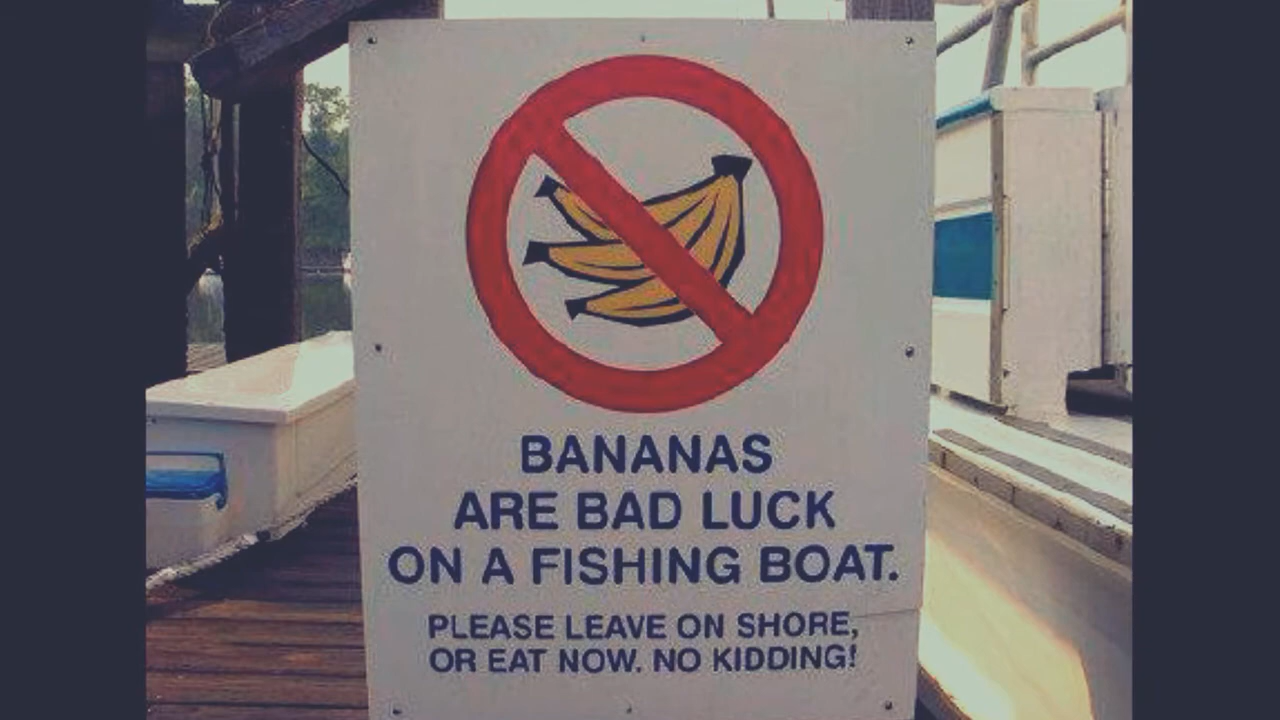 BANANAS
ARE BAD LUCK
ON A FISHING BOAT.
PLEASE LEAVE ON SHORE,
OR EAT NOW. NO KIDDING!